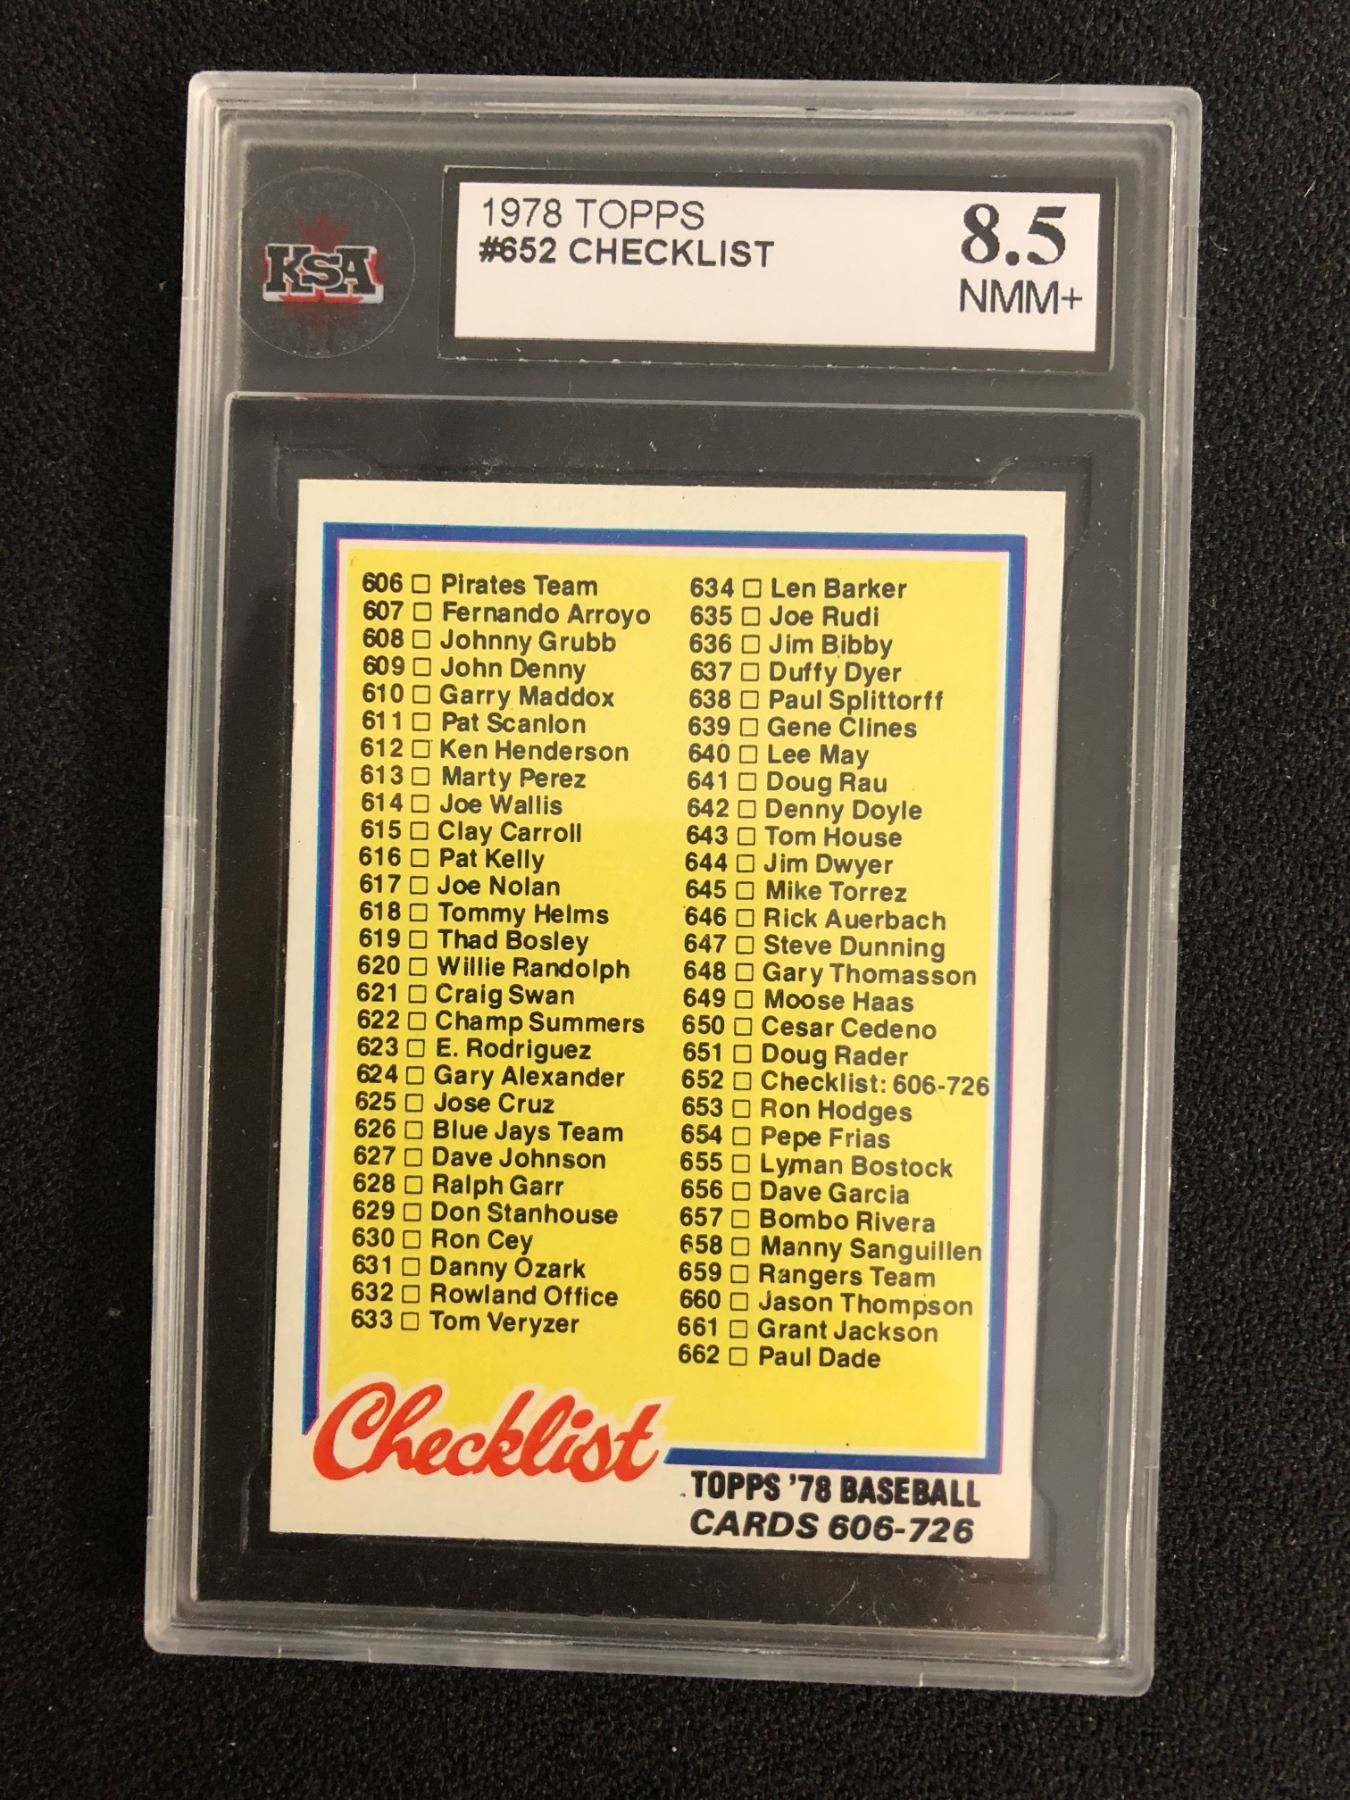 KSA
1978 TOPPS
#652 CHECKLIST
8.5
NMM+
606 □ Pirates Team
607 □ Fernando Arroyo
608 □ Johnny Grubb
609 □ John Denny
610 □ Garry Maddox
611 □ Pat Scanlon
612 □ Ken Henderson
613 □ Marty Perez
614 □ Joe Wallis
615 □ Clay Carroll
616 □ Pat Kelly
617 □ Joe Nolan
618 □ Tommy Helms
619 □ Thad Bosley
620 □ Willie Randolph
621 □ Craig Swan
622 □ Champ Summers
623 □ E. Rodriguez
624 □ Gary Alexander
625 □ Jose Cruz
626 □ Blue Jays Team
627 □ Dave Johnson
628 □ Ralph Garr
629 □ Don Stanhouse
630 □ Ron Cey
631 □ Danny Ozark
632 □ Rowland Office
633 □ Tom Veryzer
634 □ Len Barker
635 □ Joe Rudi
636 □ Jim Bibby
637 □ Duffy Dyer
638 □ Paul Splittorff
639 □ Gene Clines
640 □ Lee May
641 □ Doug Rau
642 □ Denny Doyle
643 □ Tom House
644 □ Jim Dwyer
645 □ Mike Torrez
646 □ Rick Auerbach
647 □ Steve Dunning
648 □ Gary Thomasson
649 □ Moose Haas
650 □ Cesar Cedeno
651 □ Doug Rader
652 □ Checklist: 606-726
653 □ Ron Hodges
654 □ Pepe Frias
655 □ Lyman Bostock
656 □ Dave Garcia
657 □ Bombo Rivera
658 □ Manny Sanguillen
659 □ Rangers Team
660 □ Jason Thompson
661 □ Grant Jackson
662 □ Paul Dade
Checklist
TOPPS '78 BASEBALL
CARDS 606-726